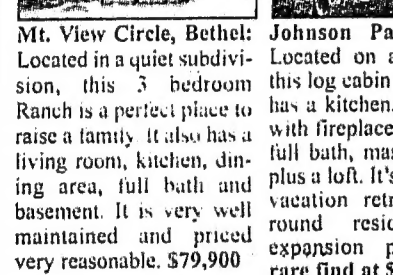 Mt. View Circle, Bethel:
Located in a quiet subdivi-
sion, this 3 bedroom
Ranch is a perfect place to
raise a family. It also has a
living room, kitchen, din-
ing area, full bath and
basement. It is very well
maintained and priced
very reasonable. $79,900
Johnson Pa
Located on a
this log cabin
has a kitchen,
with fireplace
full bath, mas
plus a loft. It's
vacation retr
round resid
expansion p
rare find at $